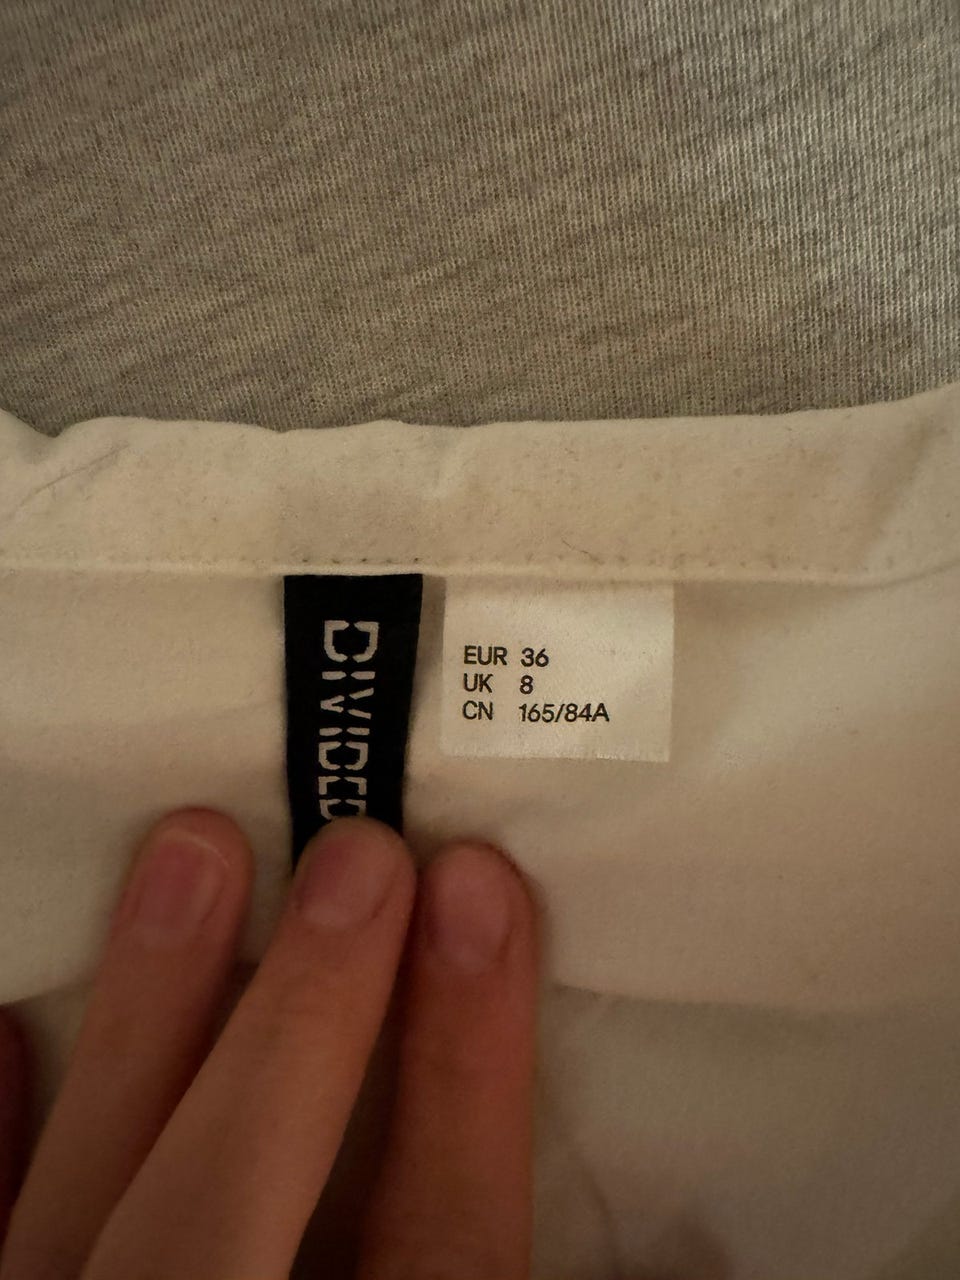 DIVIDED
EUR 36
UK 8
CN 165/84A